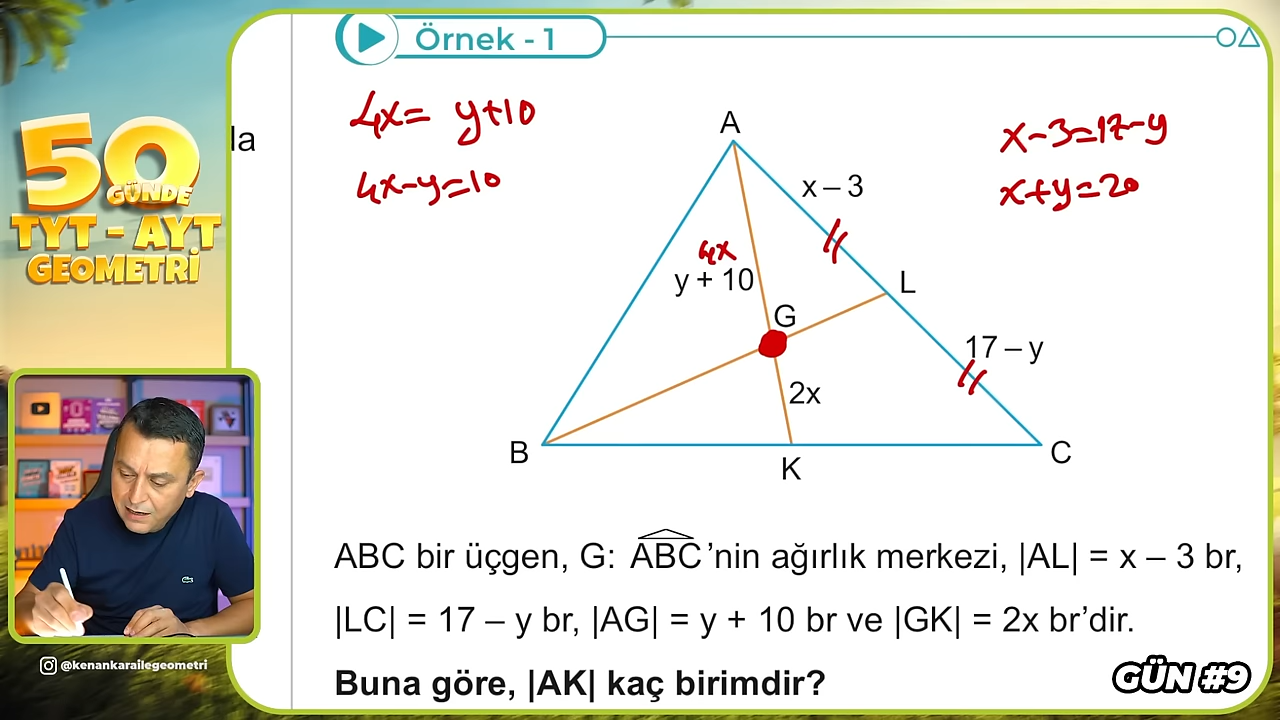 Örnek - 1
50
GÜNDE
TYT - AYT
GEOMETRİ
la
4x= y+10
4x-y=10
x-3=17-y
x+y=20
A
x – 3
4x
y + 10
L
G
17 – y
2x
B
K
C
ABC bir üçgen, G: ABC'nin ağırlık merkezi, |AL| = x – 3 br,
|LC| = 17 – y br, |AG| = y + 10 br ve |GK| = 2x br'dir.
Buna göre, |AK| kaç birimdir?
@kenankarailegeometri
GÜN #9